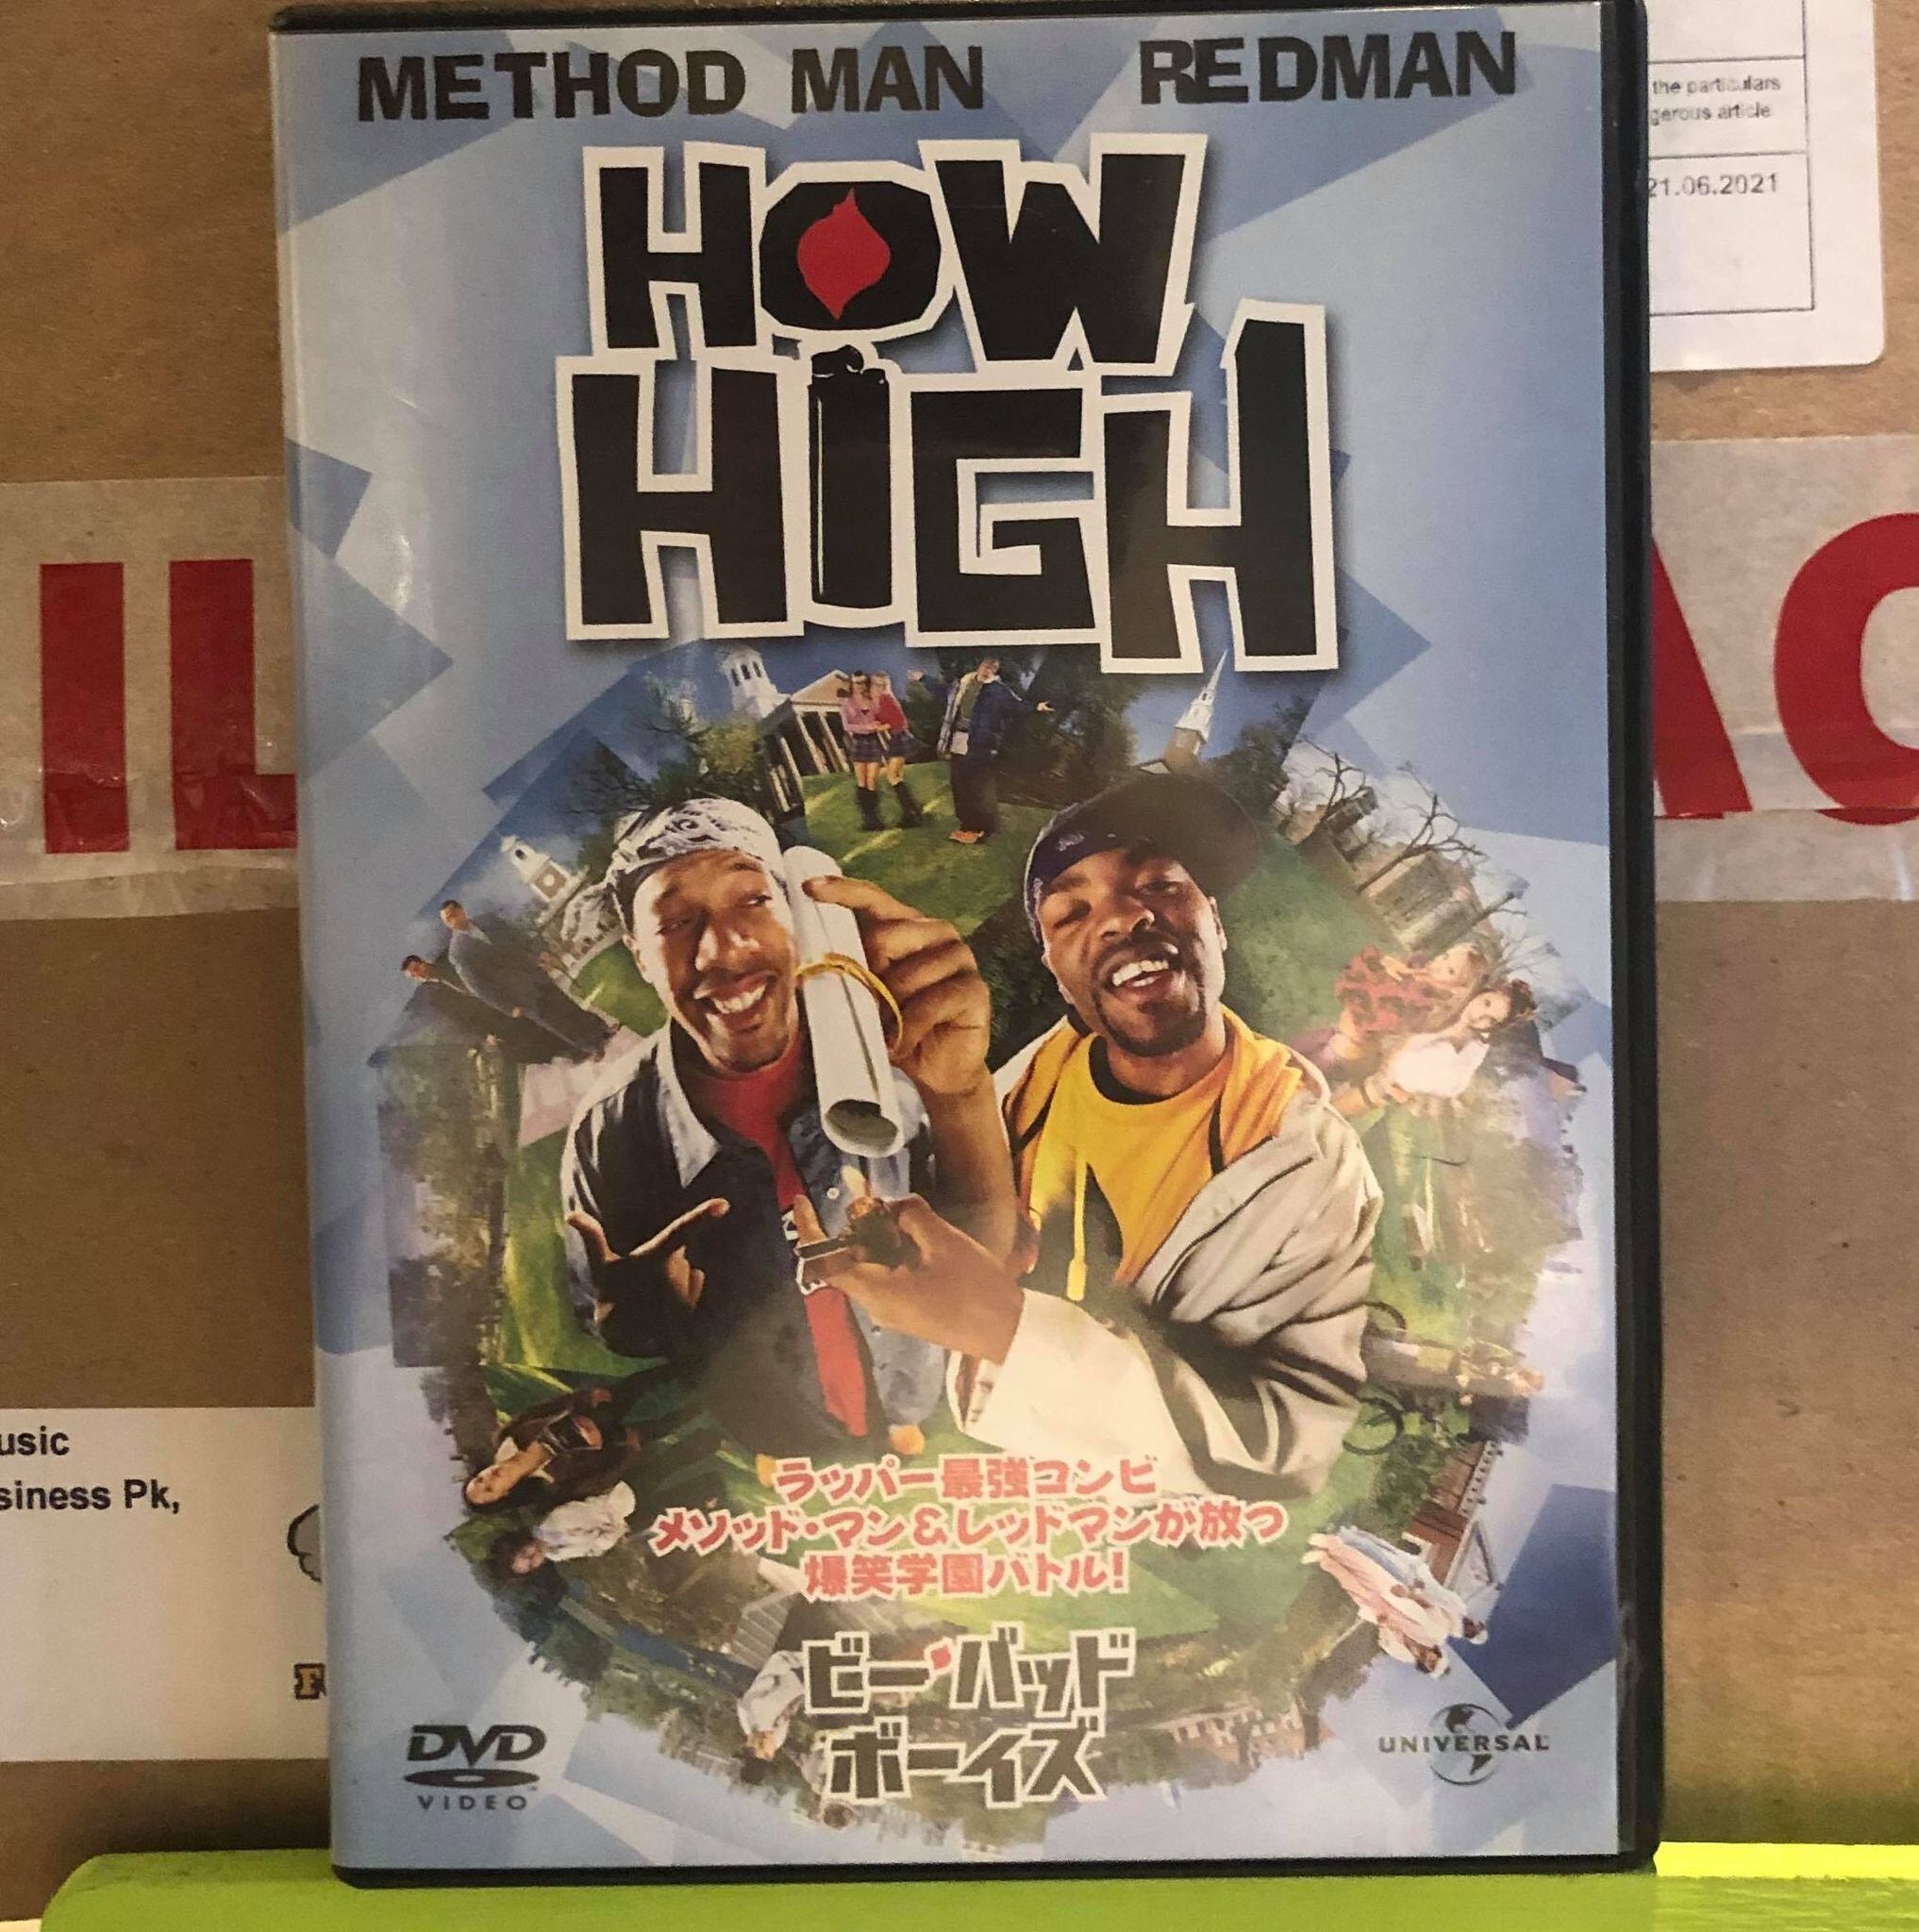 METHOD MAN REDMAN
HOW
HIGH
ラッパー最強コンビ
メソッド・マン&レッドマンが放つ
爆笑学園バトル!
ビー・バッド
ボーイズ
DVD
VIDEO
UNIVERSAL
the particulars
gerous article
21.06.2021
IL
AC
usic
siness Pk,